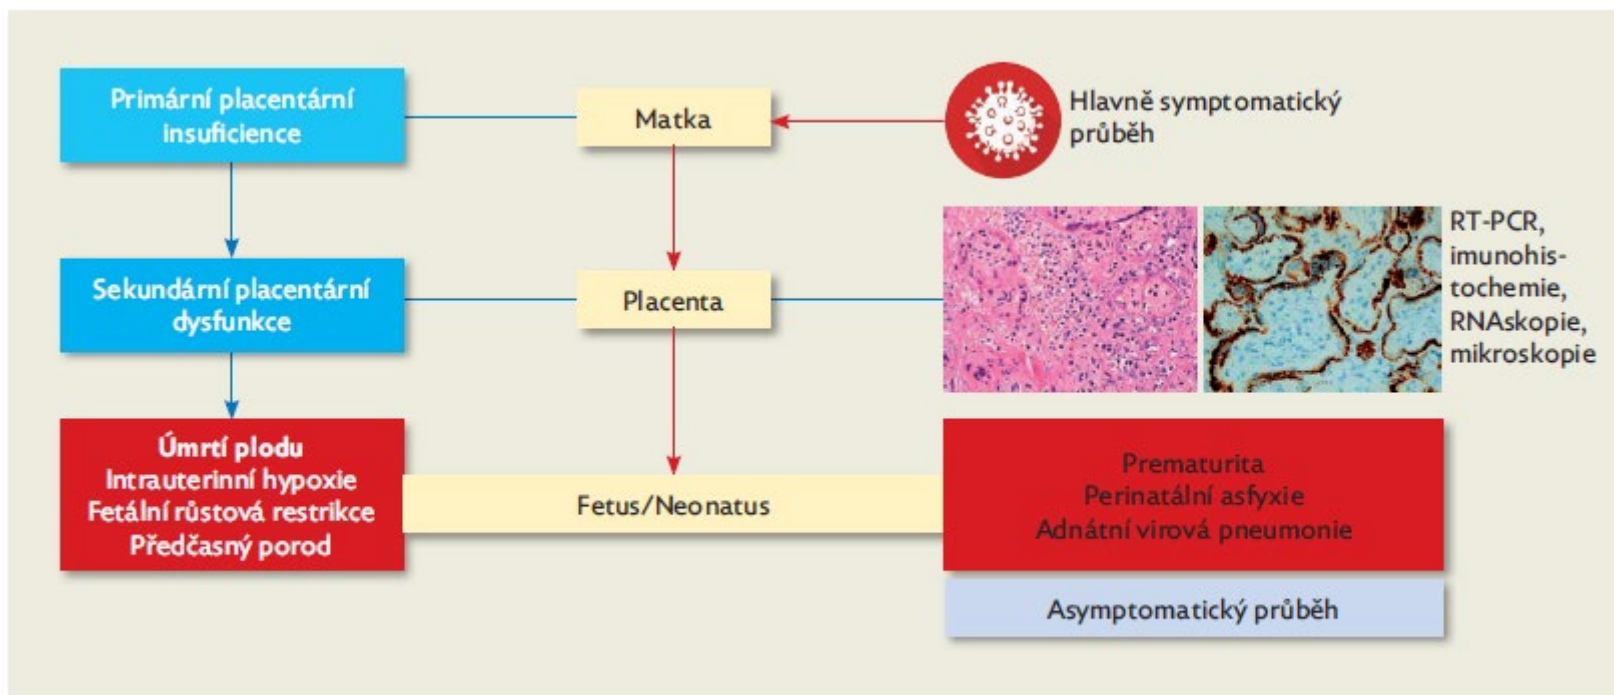 Primární placentární
insuficience
Matka
Hlavně symptomatický
průběh
Sekundární placentární
dysfunkce
Placenta
RT-PCR,
imunohis-
tochemie,
RNAskopie,
mikroskopie
Úmrtí plodu
Intrauterinní hypoxie
Fetální růstová restrikce
Předčasný porod
Fetus/Neonatus
Prematurita
Perinatální asfyxie
Adnátní virová pneumonie
Asymptomatický průběh